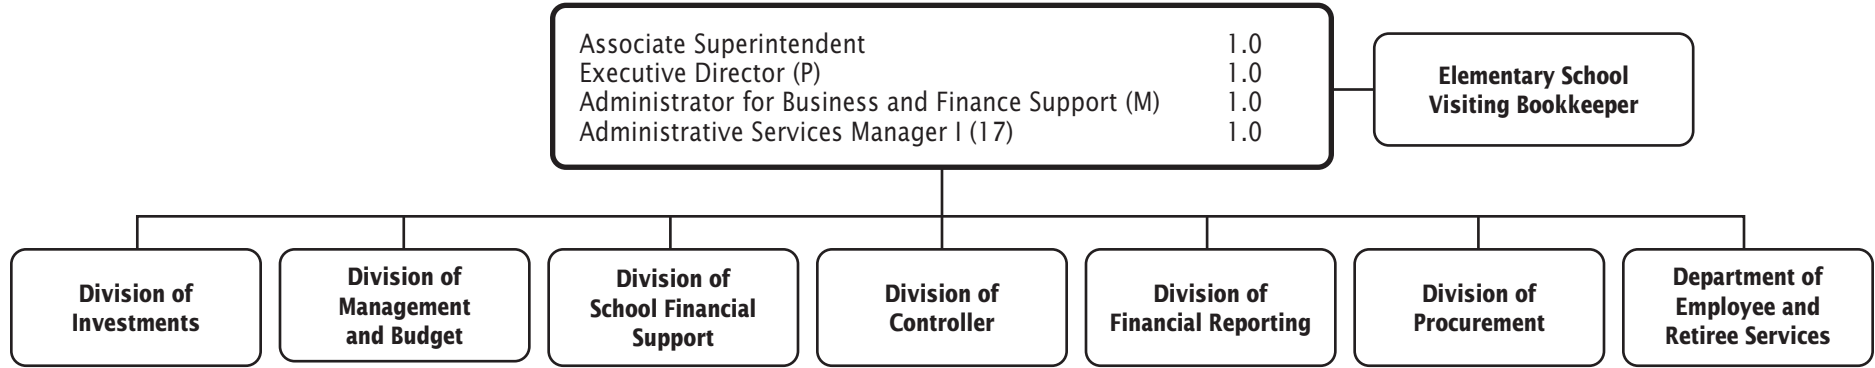 Associate Superintendent 1.0
Executive Director (P) 1.0
Administrator for Business and Finance Support (M) 1.0
Administrative Services Manager I (17) 1.0
Elementary School
Visiting Bookkeeper
Division of
Investments
Division of
Management
and Budget
Division of
School Financial
Support
Division of
Controller
Division of
Financial Reporting
Division of
Procurement
Department of
Employee and
Retiree Services